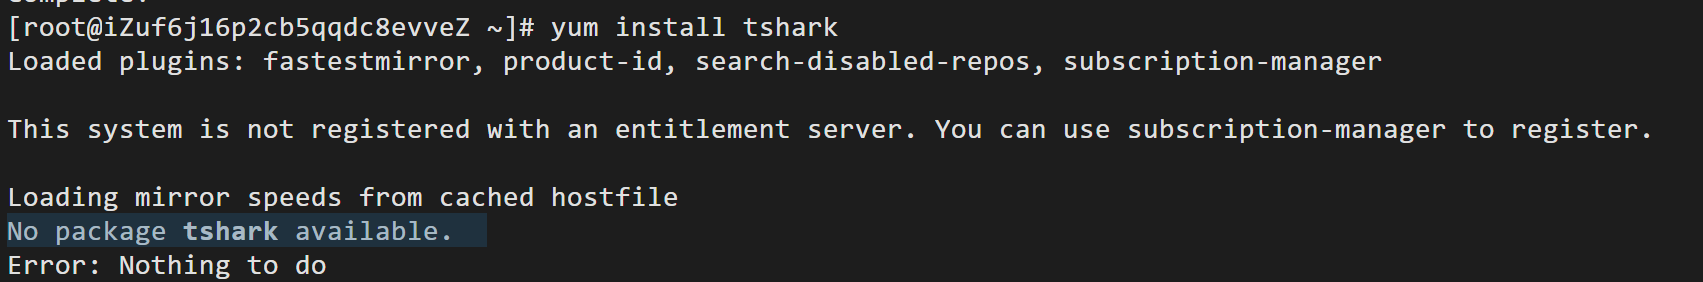 [root@iZuf6j16p2cb5qqdc8evveZ ~]# yum install tshark
Loaded plugins: fastestmirror, product-id, search-disabled-repos, subscription-manager
This system is not registered with an entitlement server. You can use subscription-manager to register.
Loading mirror speeds from cached hostfile
No package tshark available.
Error: Nothing to do